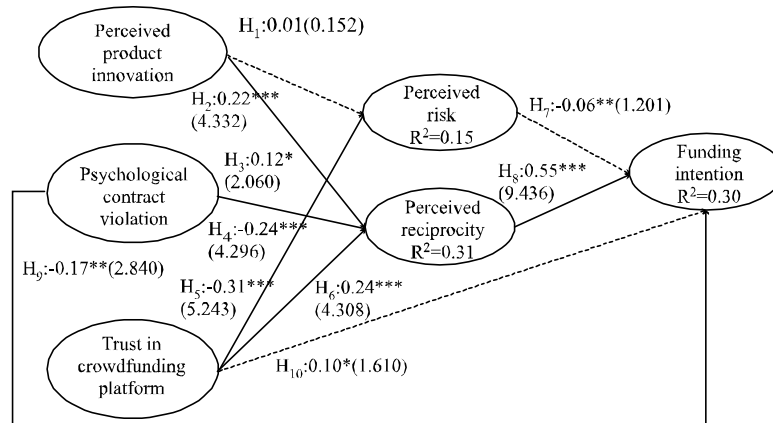 Perceived
product
innovation
H1:0.01(0.152)
H2:0.22***
(4.332)
Perceived
risk
R²=0.15
H7:-0.06**(1.201)
Psychological
contract
violation
H3:0.12*
(2.060)
H4:-0.24***
(4.296)
Perceived
reciprocity
R²=0.31
H8:0.55***
(9.436)
Funding
intention
R²=0.30
H9:-0.17**(2.840)
H5:-0.31***
(5.243)
H6:0.24***
(4.308)
Trust in
crowdfunding
platform
H10:0.10*(1.610)